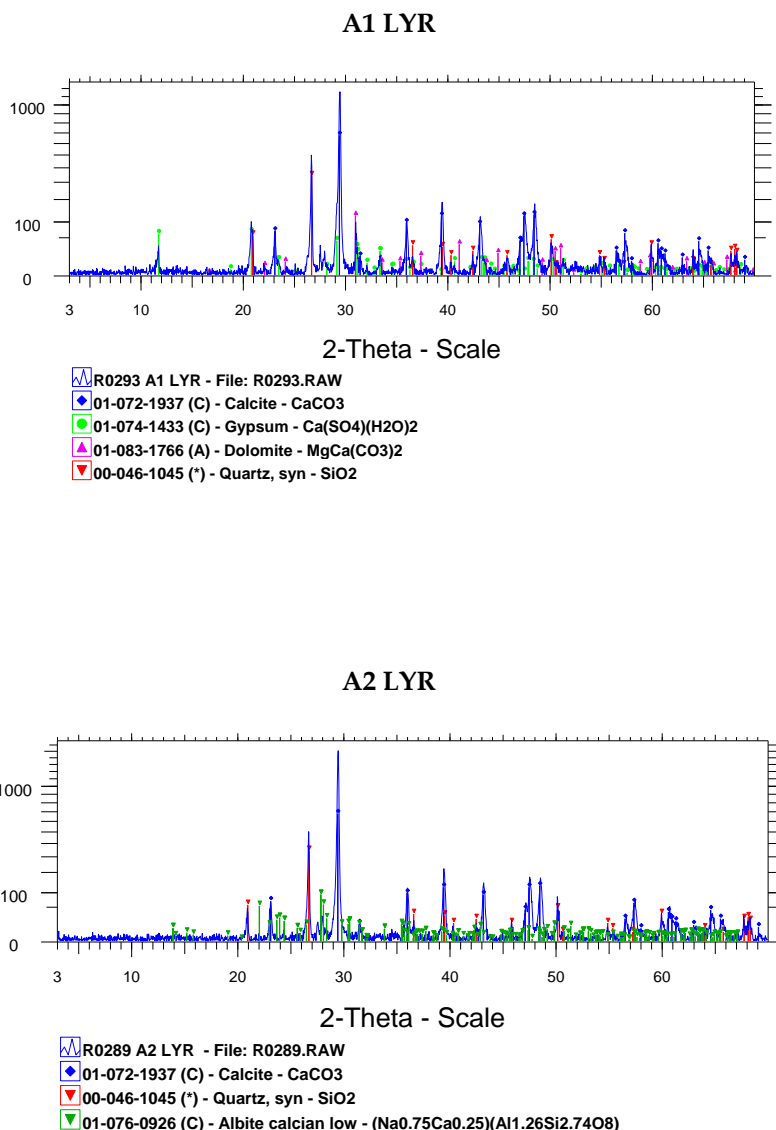 A1 LYR
1000
100
0
3 10 20 30 40 50 60
2-Theta - Scale
R0293 A1 LYR - File: R0293.RAW
01-072-1937 (C) - Calcite - CaCO3
01-074-1433 (C) - Gypsum - Ca(SO4)(H2O)2
01-083-1766 (A) - Dolomite - MgCa(CO3)2
00-046-1045 (*) - Quartz, syn - SiO2
A2 LYR
1000
100
0
3 10 20 30 40 50 60
2-Theta - Scale
R0289 A2 LYR - File: R0289.RAW
01-072-1937 (C) - Calcite - CaCO3
00-046-1045 (*) - Quartz, syn - SiO2
01-076-0926 (C) - Albite calcian low - (Na0.75Ca0.25)(Al1.26Si2.74O8)